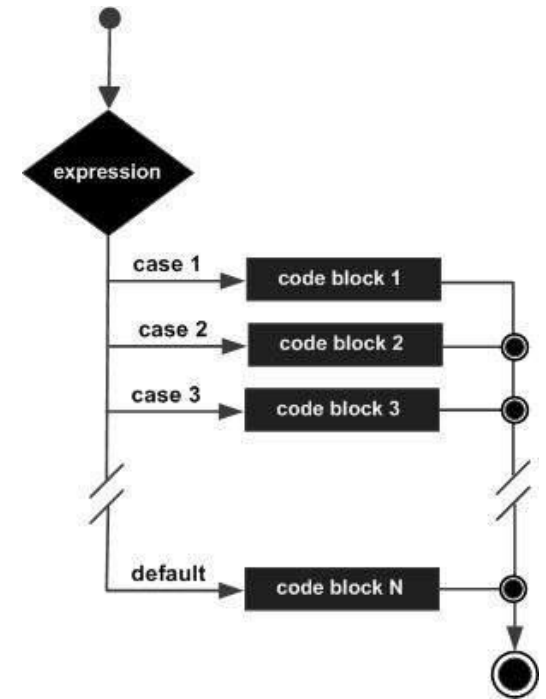 expression
case 1
code block 1
case 2
code block 2
case 3
code block 3
default
code block N